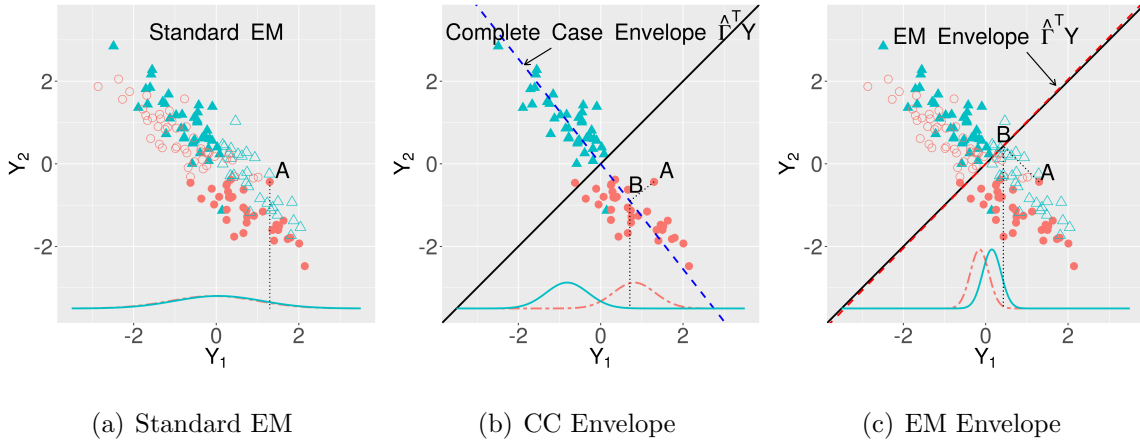 Standard EM
A
Y₂
2
0
-2
-2
0
2
Y₁
(a) Standard EM
Complete Case Envelope Γ̂ᵀY
A
B
Y₂
2
0
-2
-2
0
2
Y₁
(b) CC Envelope
EM Envelope Γ̂ᵀY
B
A
Y₂
2
0
-2
-2
0
2
Y₁
(c) EM Envelope